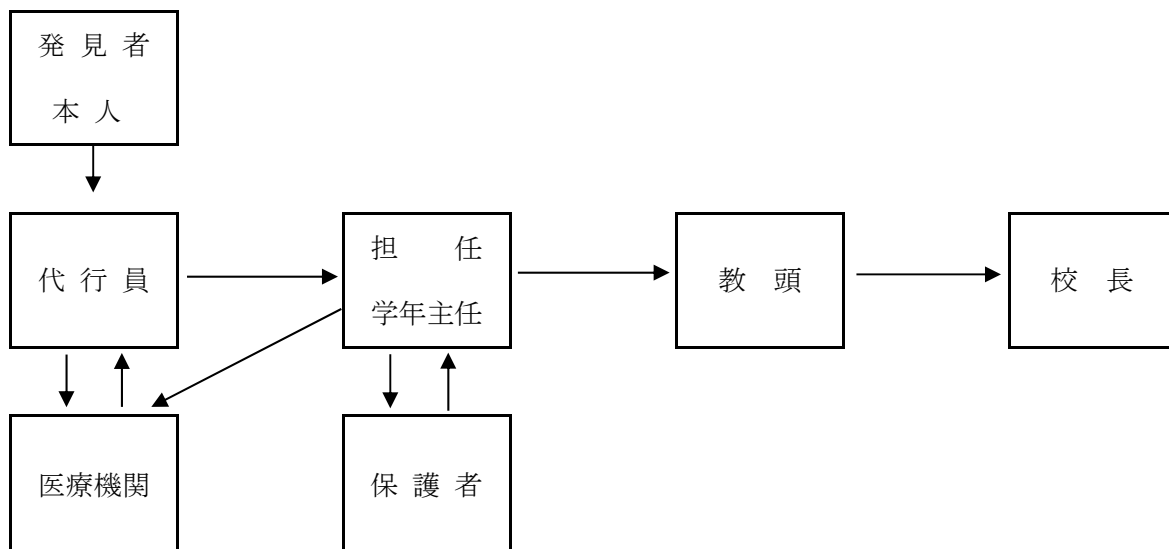 発見者
本人
代行員
担任
学年主任
教頭
校長
医療機関
保護者